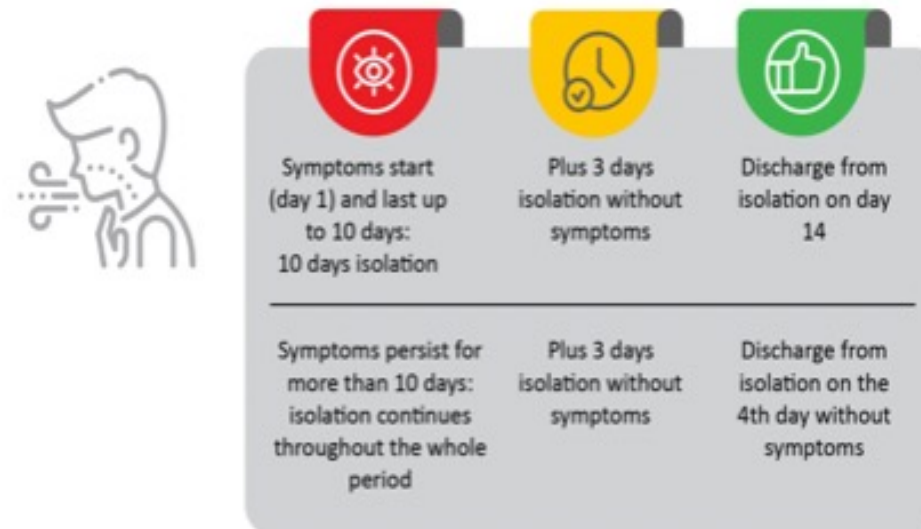 Symptoms start
(day 1) and last up
to 10 days:
10 days isolation
Plus 3 days
isolation without
symptoms
Discharge from
isolation on day
14
Symptoms persist for
more than 10 days:
isolation continues
throughout the whole
period
Plus 3 days
isolation without
symptoms
Discharge from
isolation on the
4th day without
symptoms